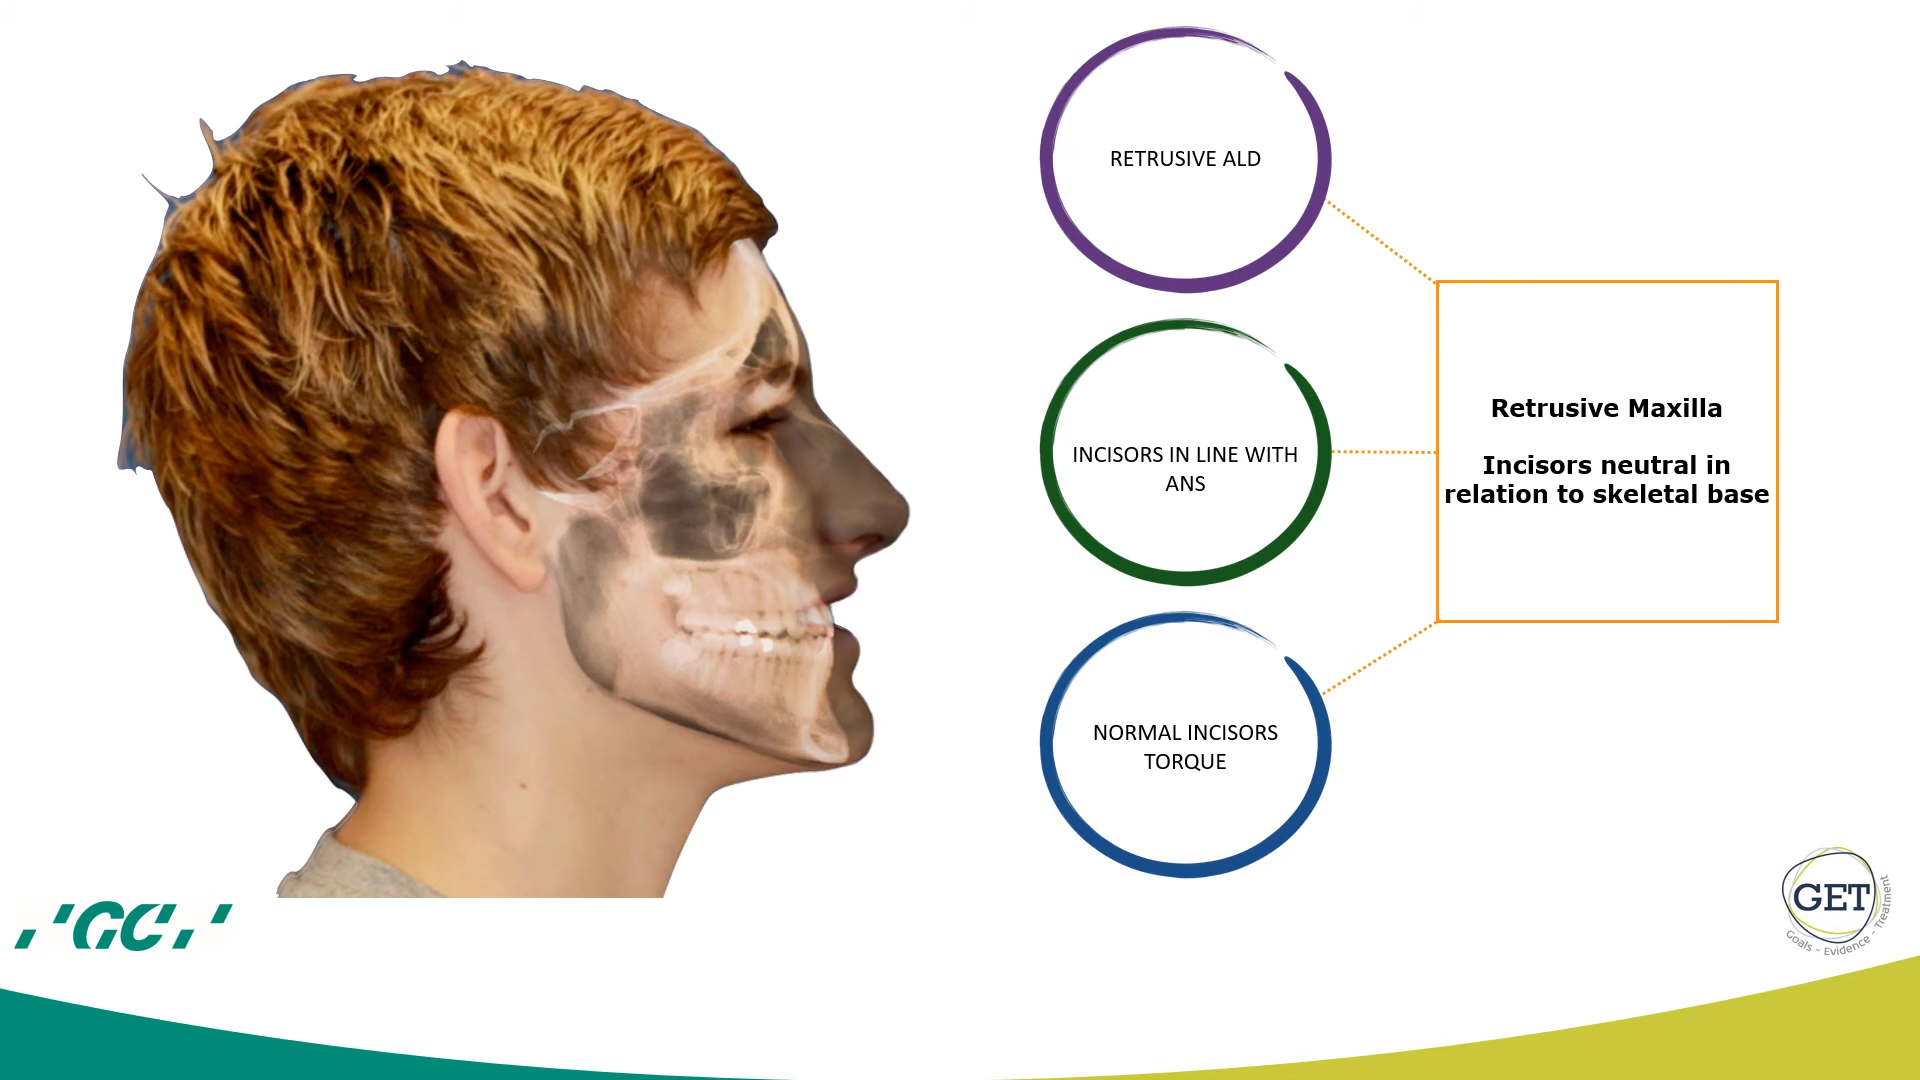 RETRUSIVE ALD
INCISORS IN LINE WITH
ANS
NORMAL INCISORS
TORQUE
Retrusive Maxilla
Incisors neutral in
relation to skeletal base
GC
GET
Goals - Evidence - Treatment